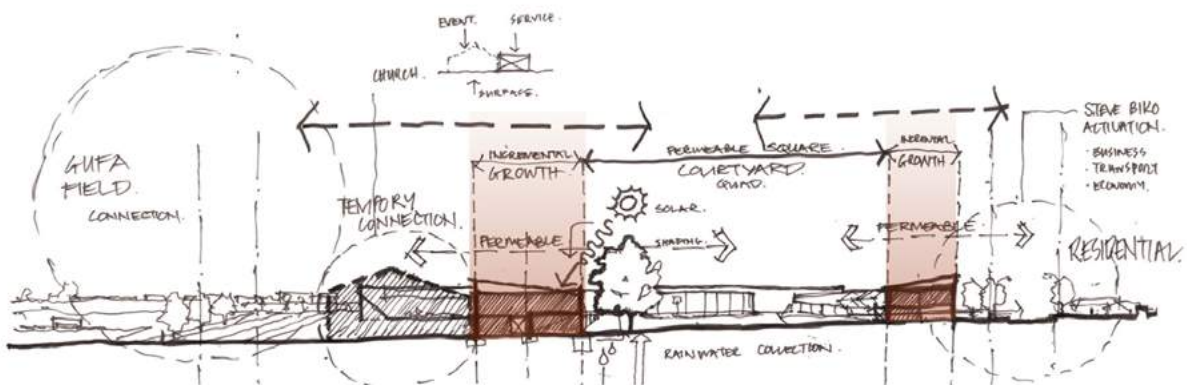 EVENT.
SERVICE.
CHURCH.
SURFACE.
GUFA
FIELD.
CONNECTION.
TEMPORY
CONNECTION.
INCREMENTAL
GROWTH
PERMEABLE SQUARE.
COURTYARD.
QUAD.
GROWTH
STEVE BIKO
ACTIVATION.
· BUSINESS
· TRANSPORT
· ECONOMY.
SOLAR.
PERMEABLE
SHADING.
PERMEABLE
RESIDENTIAL.
RAINWATER COLLECTION.